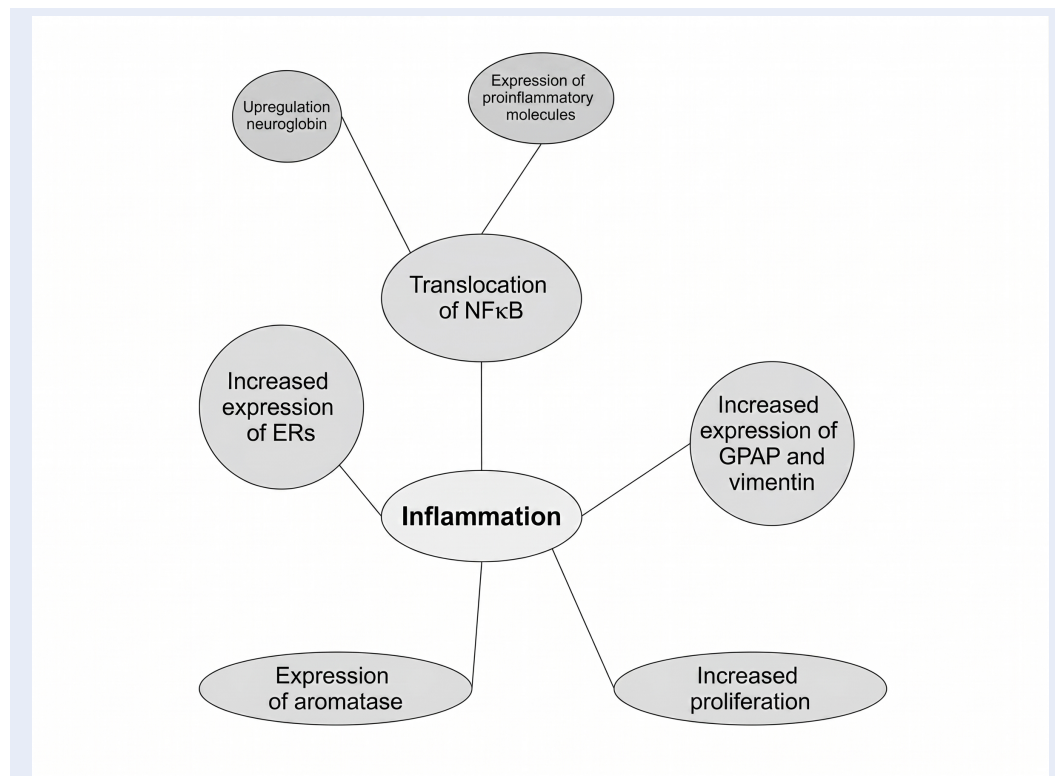 Upregulation
neuroglobin
Expression of
proinflammatory
molecules
Translocation
of NFκB
Increased
expression
of ERs
Increased
expression of
GPAP and
vimentin
Inflammation
Expression
of aromatase
Increased
proliferation